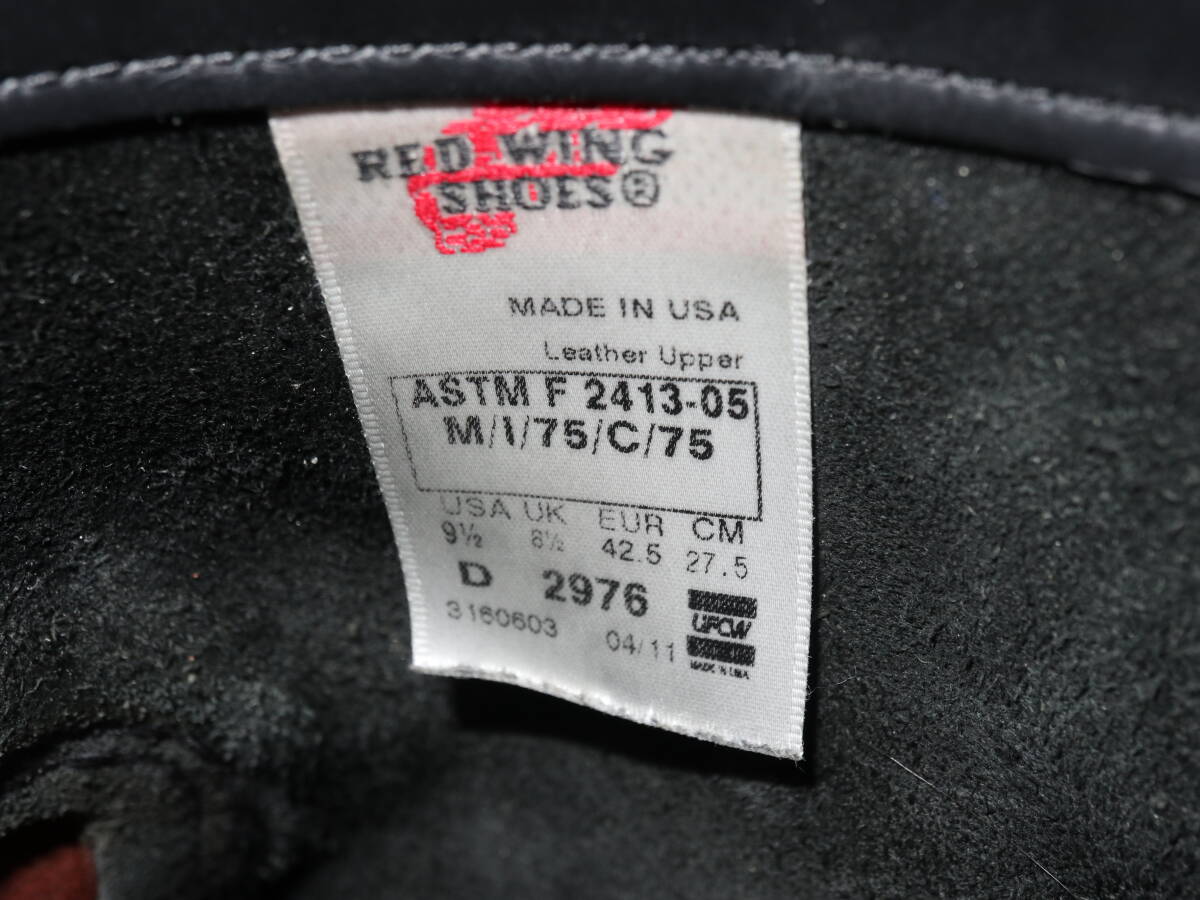 RED WING
SHOES®
MADE IN USA
Leather Upper
ASTM F 2413-05
M/I/75/C/75
USA UK EUR CM
9½ 8½ 42.5 27.5
D 2976
3160603 04/11
UFCW
MADE IN USA